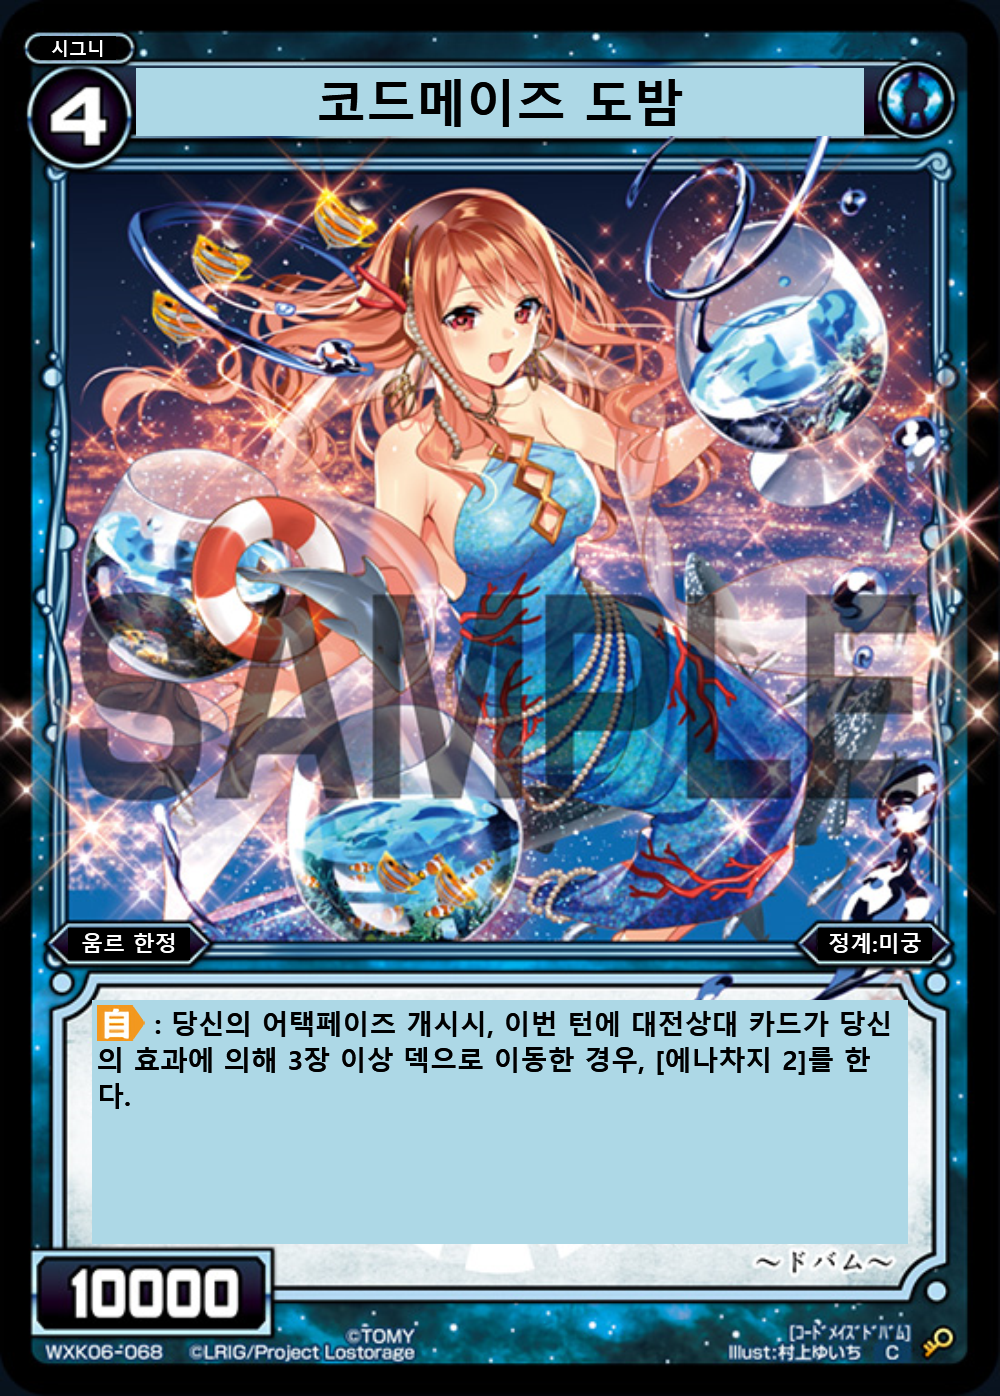 시그니
4
코드메이즈 도밤
SAMPLE
움르 한정
정계:미궁
自 : 당신의 어택페이즈 개시시, 이번 턴에 대전상대 카드가 당신
의 효과에 의해 3장 이상 덱으로 이동한 경우, [에나차지 2]를 한
다.
～ドバム～
10000
©TOMY
[コードメイズドバム]
WXK06-068 ©LRIG/Project Lostorage
Illust:村上ゆいち C